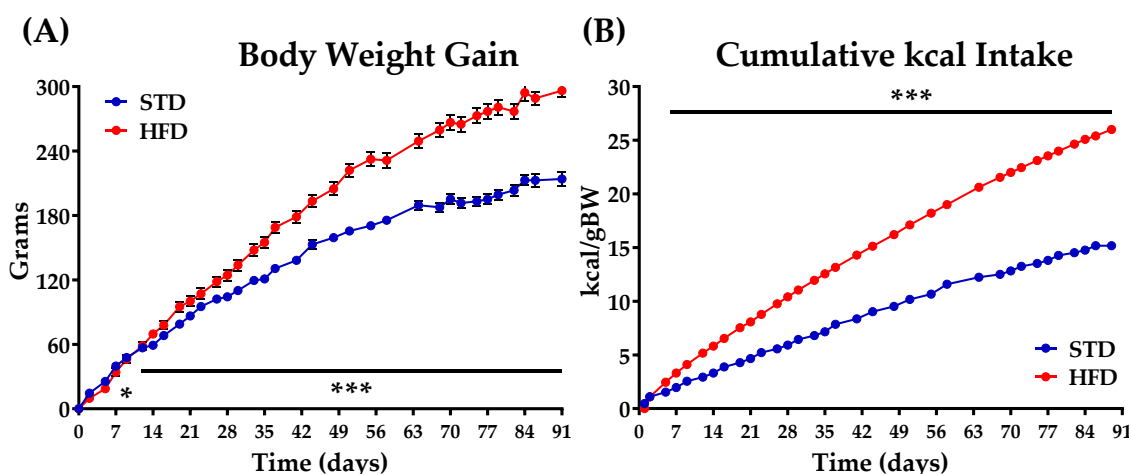 (A)
Body Weight Gain
300
240
180
120
60
0
Grams
STD
HFD
*
***
0 7 14 21 28 35 42 49 56 63 70 77 84 91
Time (days)
(B)
Cumulative kcal Intake
30
25
20
15
10
5
0
kcal/gBW
***
STD
HFD
0 7 14 21 28 35 42 49 56 63 70 77 84 91
Time (days)